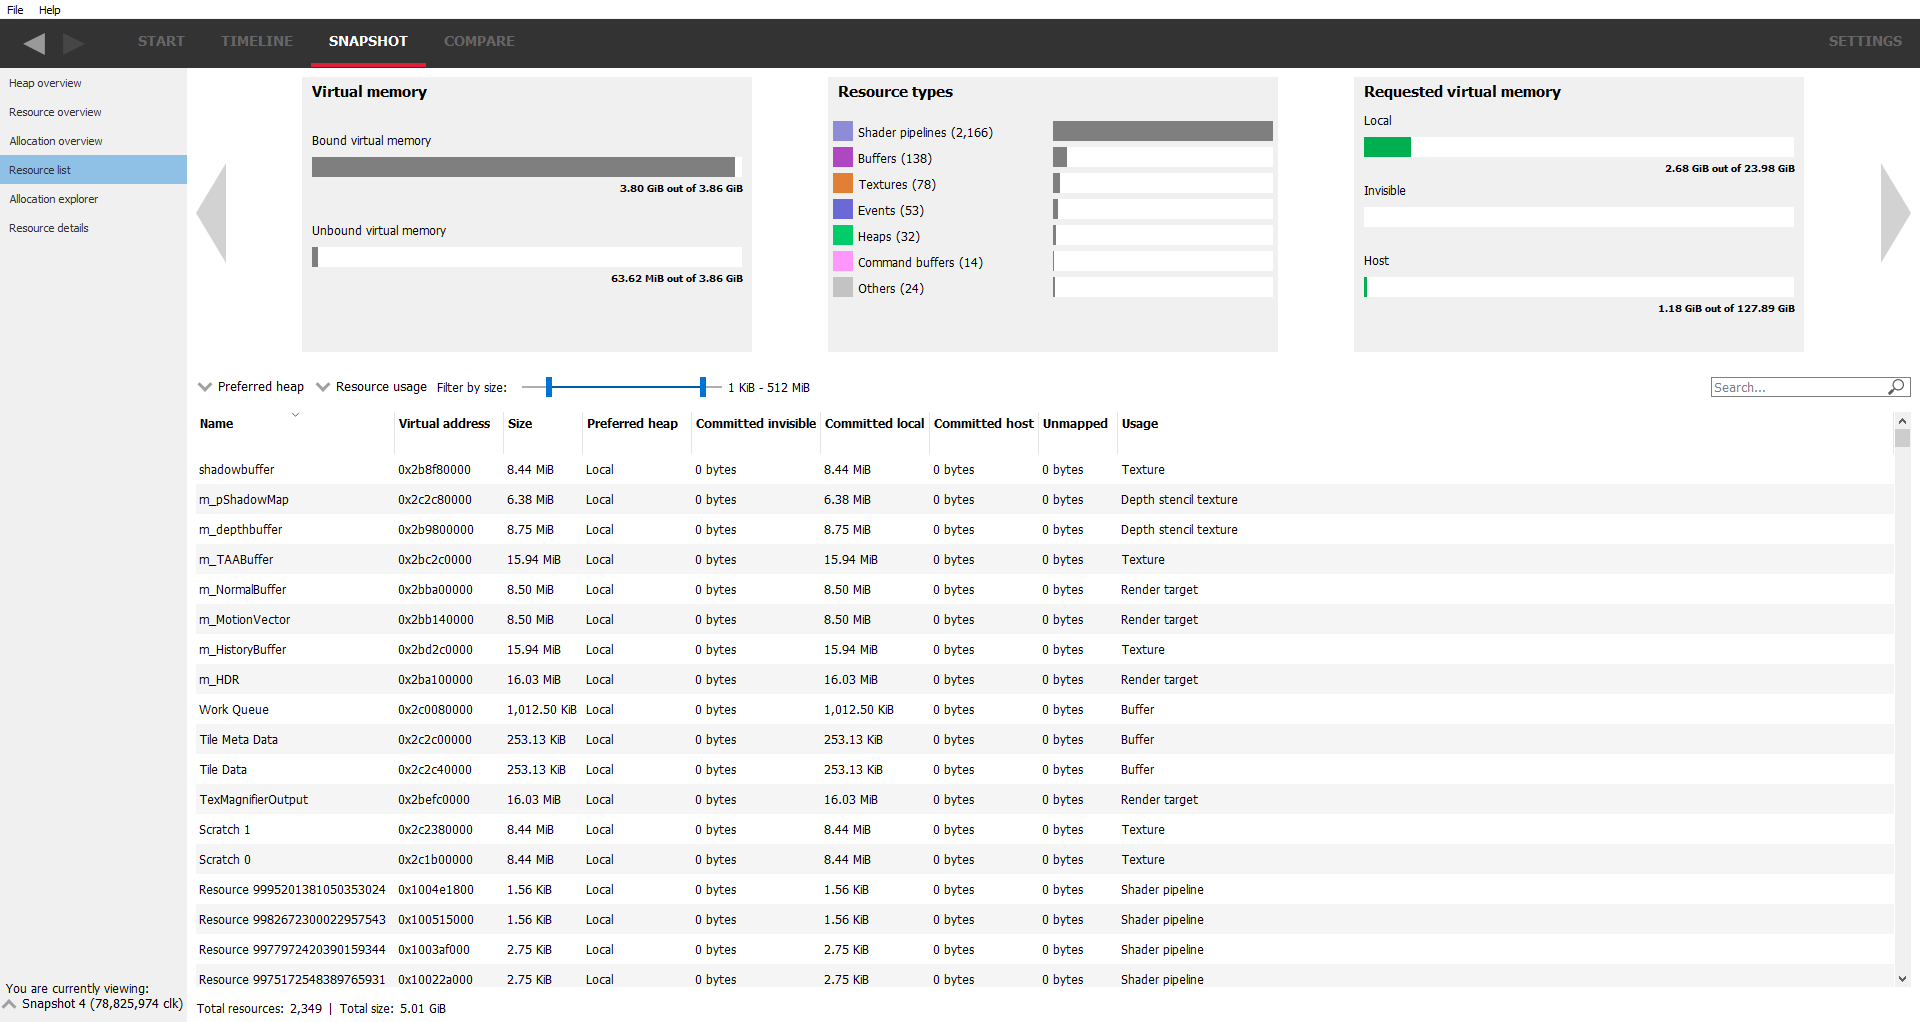 File Help
START TIMELINE SNAPSHOT COMPARE SETTINGS
Heap overview
Resource overview
Allocation overview
Resource list
Allocation explorer
Resource details
Virtual memory
Bound virtual memory
3.80 GiB out of 3.86 GiB
Unbound virtual memory
63.62 MiB out of 3.86 GiB
Resource types
Shader pipelines (2,166)
Buffers (138)
Textures (78)
Events (53)
Heaps (32)
Command buffers (14)
Others (24)
Requested virtual memory
Local
2.68 GiB out of 23.98 GiB
Invisible
Host
1.18 GiB out of 127.89 GiB
Preferred heap Resource usage Filter by size: 1 KiB - 512 MiB Search...
Name Virtual address Size Preferred heap Committed invisible Committed local Committed host Unmapped Usage
shadowbuffer 0x2b8f80000 8.44 MiB Local 0 bytes 8.44 MiB 0 bytes 0 bytes Texture
m_pShadowMap 0x2c2c80000 6.38 MiB Local 0 bytes 6.38 MiB 0 bytes 0 bytes Depth stencil texture
m_depthbuffer 0x2b9800000 8.75 MiB Local 0 bytes 8.75 MiB 0 bytes 0 bytes Depth stencil texture
m_TAABuffer 0x2bc2c0000 15.94 MiB Local 0 bytes 15.94 MiB 0 bytes 0 bytes Texture
m_NormalBuffer 0x2bba00000 8.50 MiB Local 0 bytes 8.50 MiB 0 bytes 0 bytes Render target
m_MotionVector 0x2bb140000 8.50 MiB Local 0 bytes 8.50 MiB 0 bytes 0 bytes Render target
m_HistoryBuffer 0x2bd2c0000 15.94 MiB Local 0 bytes 15.94 MiB 0 bytes 0 bytes Texture
m_HDR 0x2ba100000 16.03 MiB Local 0 bytes 16.03 MiB 0 bytes 0 bytes Render target
Work Queue 0x2c0080000 1,012.50 KiB Local 0 bytes 1,012.50 KiB 0 bytes 0 bytes Buffer
Tile Meta Data 0x2c2c00000 253.13 KiB Local 0 bytes 253.13 KiB 0 bytes 0 bytes Buffer
Tile Data 0x2c2c40000 253.13 KiB Local 0 bytes 253.13 KiB 0 bytes 0 bytes Buffer
TexMagnifierOutput 0x2befc0000 16.03 MiB Local 0 bytes 16.03 MiB 0 bytes 0 bytes Render target
Scratch 1 0x2c2380000 8.44 MiB Local 0 bytes 8.44 MiB 0 bytes 0 bytes Texture
Scratch 0 0x2c1b00000 8.44 MiB Local 0 bytes 8.44 MiB 0 bytes 0 bytes Texture
Resource 9995201381050353024 0x1004e1800 1.56 KiB Local 0 bytes 1.56 KiB 0 bytes 0 bytes Shader pipeline
Resource 9982672300022957543 0x100515000 1.56 KiB Local 0 bytes 1.56 KiB 0 bytes 0 bytes Shader pipeline
Resource 9977972420390159344 0x1003af000 2.75 KiB Local 0 bytes 2.75 KiB 0 bytes 0 bytes Shader pipeline
Resource 9975172548389765931 0x10022a000 2.75 KiB Local 0 bytes 2.75 KiB 0 bytes 0 bytes Shader pipeline
You are currently viewing:
Snapshot 4 (78,825,974 clk)
Total resources: 2,349 | Total size: 5.01 GiB